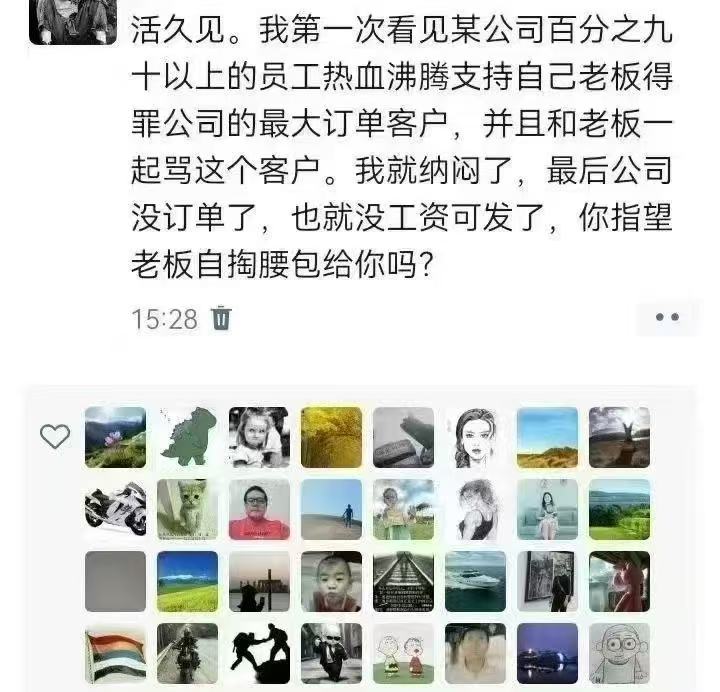 活久见。我第一次看见某公司百分之九
十以上的员工热血沸腾支持自己老板得
罪公司的最大订单客户，并且和老板一
起骂这个客户。我就纳闷了，最后公司
没订单了，也就没工资可发了，你指望
老板自掏腰包给你吗？
15:28